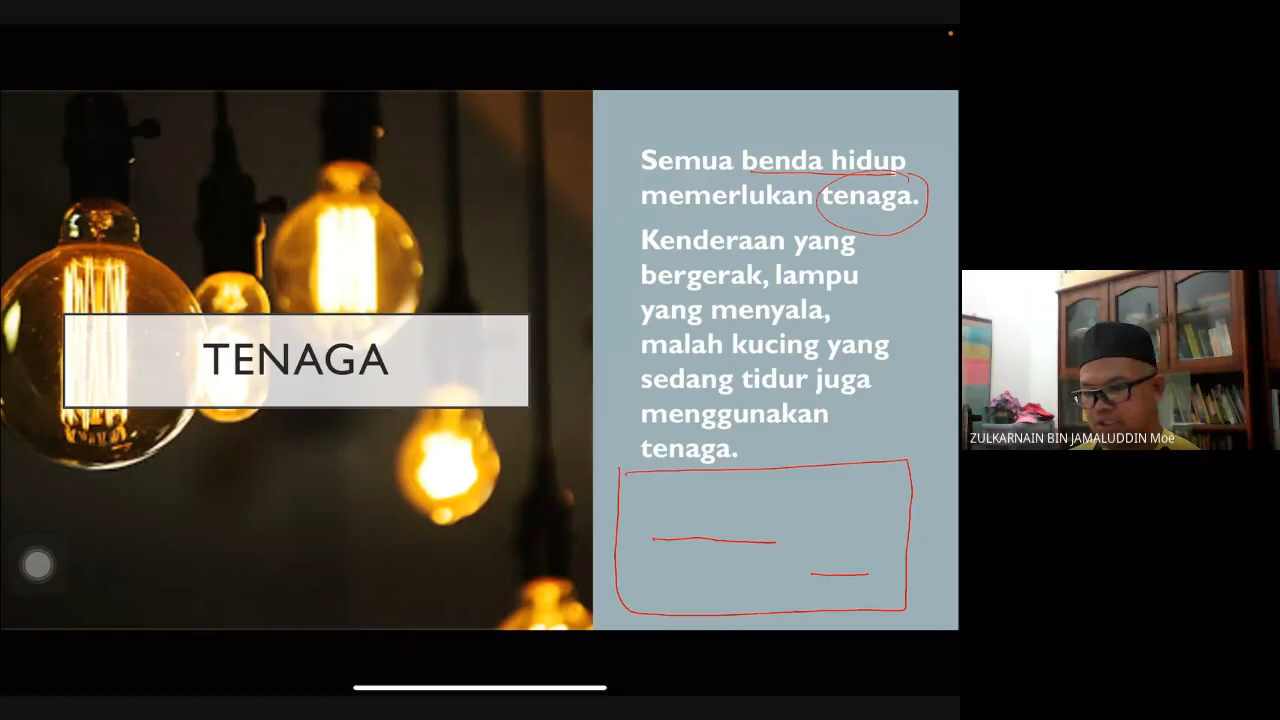 TENAGA
Semua benda hidup
memerlukan tenaga.
Kenderaan yang
bergerak, lampu
yang menyala,
malah kucing yang
sedang tidur juga
menggunakan
tenaga.
ZULKARNAIN BIN JAMALUDDIN Moe